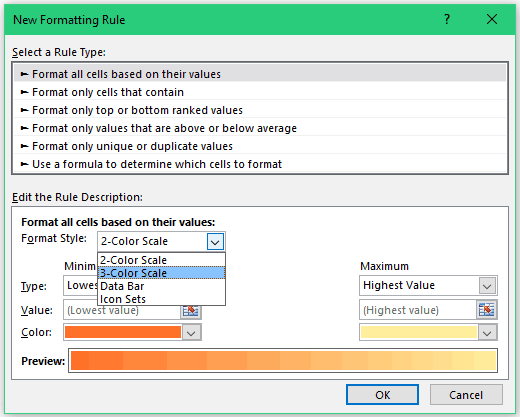 New Formatting Rule
? ×
Select a Rule Type:
► Format all cells based on their values
► Format only cells that contain
► Format only top or bottom ranked values
► Format only values that are above or below average
► Format only unique or duplicate values
► Use a formula to determine which cells to format
Edit the Rule Description:
Format all cells based on their values:
Format Style: 2-Color Scale
2-Color Scale
3-Color Scale
Data Bar
Icon Sets
Minim Maximum
Type: Lowes Highest Value
Value: (Lowest value) (Highest value)
Color:
Preview:
OK Cancel